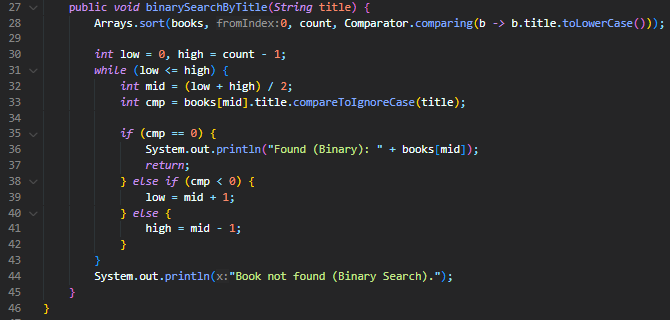 27 public void binarySearchByTitle(String title) {
28 Arrays.sort(books, fromIndex:0, count, Comparator.comparing(b -> b.title.toLowerCase()));
29
30 int low = 0, high = count - 1;
31 while (low <= high) {
32 int mid = (low + high) / 2;
33 int cmp = books[mid].title.compareToIgnoreCase(title);
34
35 if (cmp == 0) {
36 System.out.println("Found (Binary): " + books[mid]);
37 return;
38 } else if (cmp < 0) {
39 low = mid + 1;
40 } else {
41 high = mid - 1;
42 }
43 }
44 System.out.println(x:"Book not found (Binary Search).");
45 }
46 }